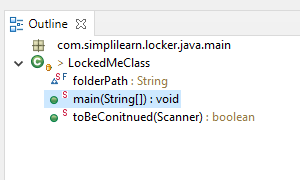 Outline
com.simplilearn.locker.java.main
> LockedMeClass
S F folderPath : String
S main(String[]) : void
S toBeConitnued(Scanner) : boolean